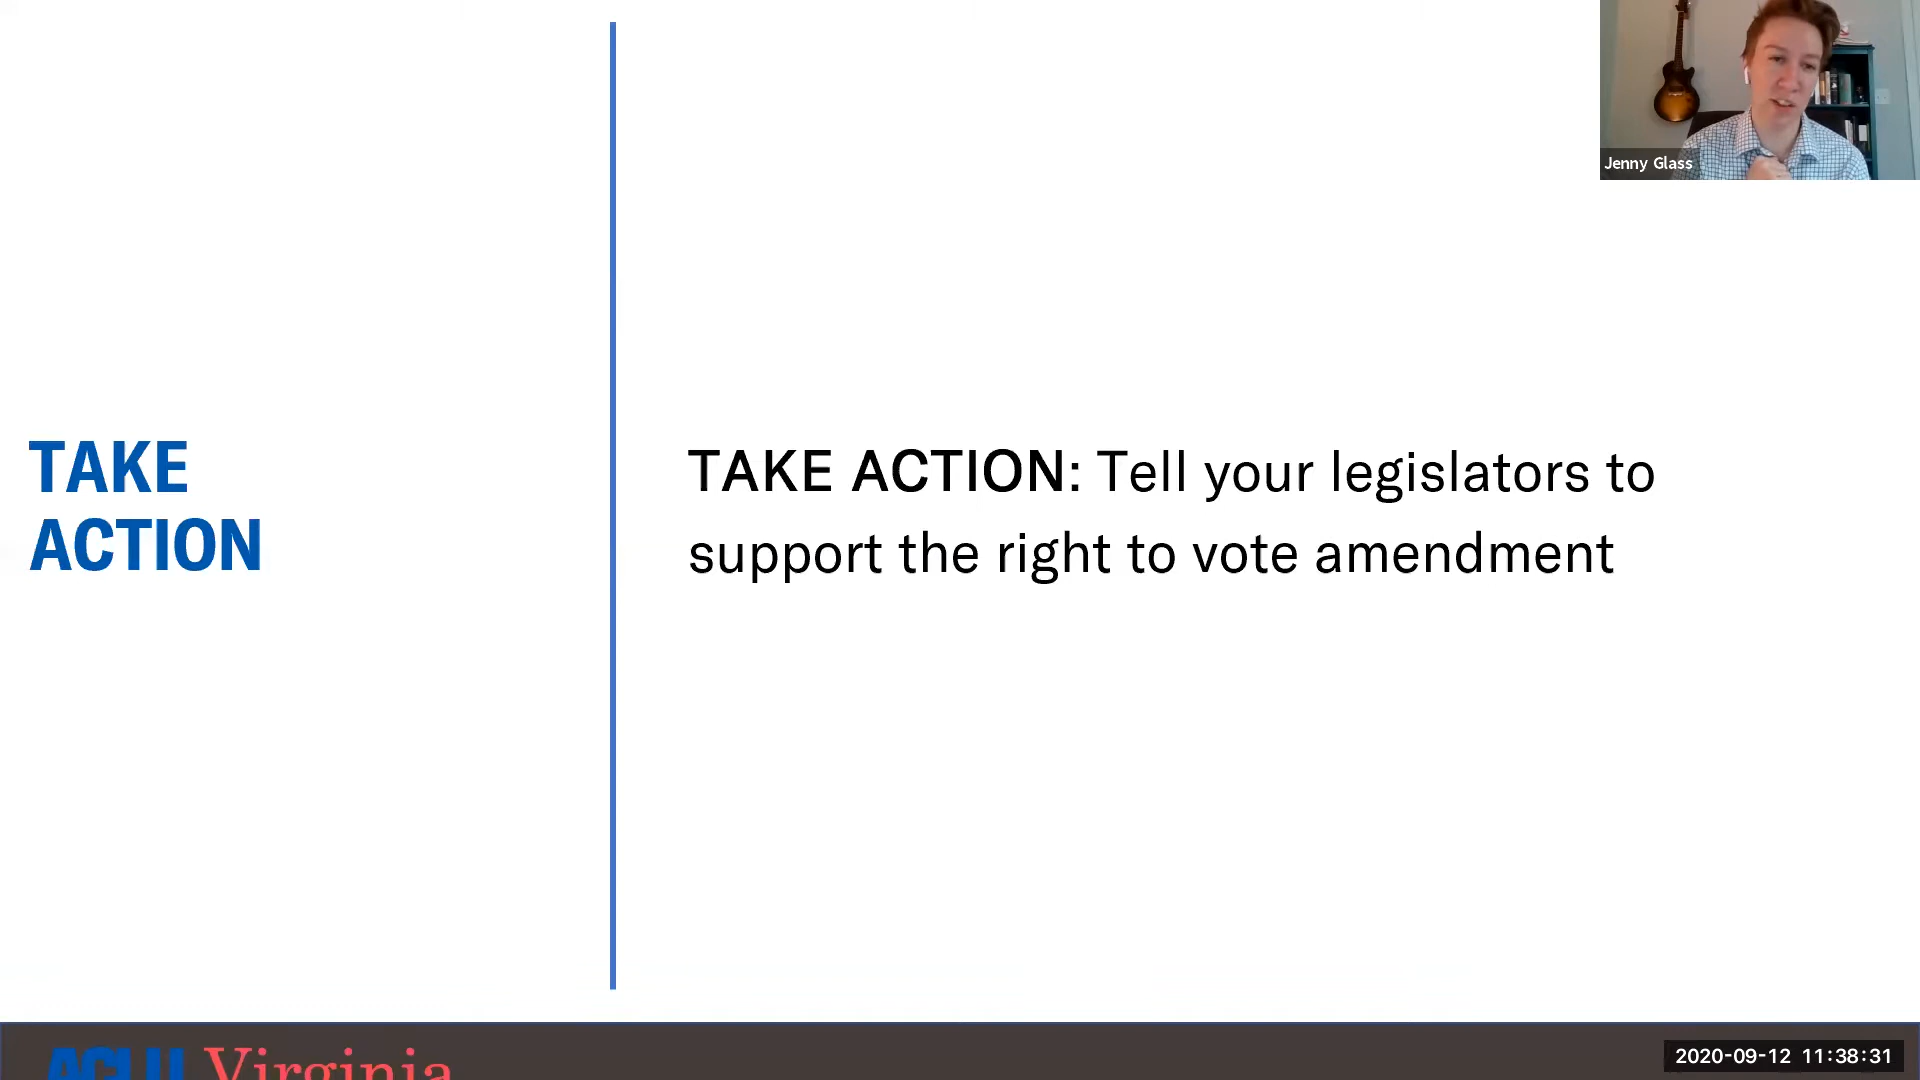 Jenny Glass
TAKE
ACTION
TAKE ACTION: Tell your legislators to
support the right to vote amendment
ACLU Virginia
2020-09-12 11:38:31